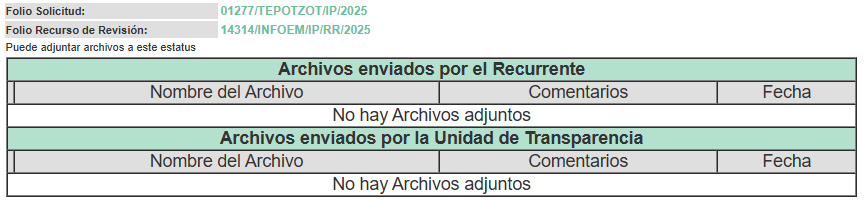 Folio Solicitud: 01277/TEPOTZOT/IP/2025
Folio Recurso de Revisión: 14314/INFOEM/IP/RR/2025
Puede adjuntar archivos a este estatus
Archivos enviados por el Recurrente
Nombre del Archivo Comentarios Fecha
No hay Archivos adjuntos
Archivos enviados por la Unidad de Transparencia
Nombre del Archivo Comentarios Fecha
No hay Archivos adjuntos